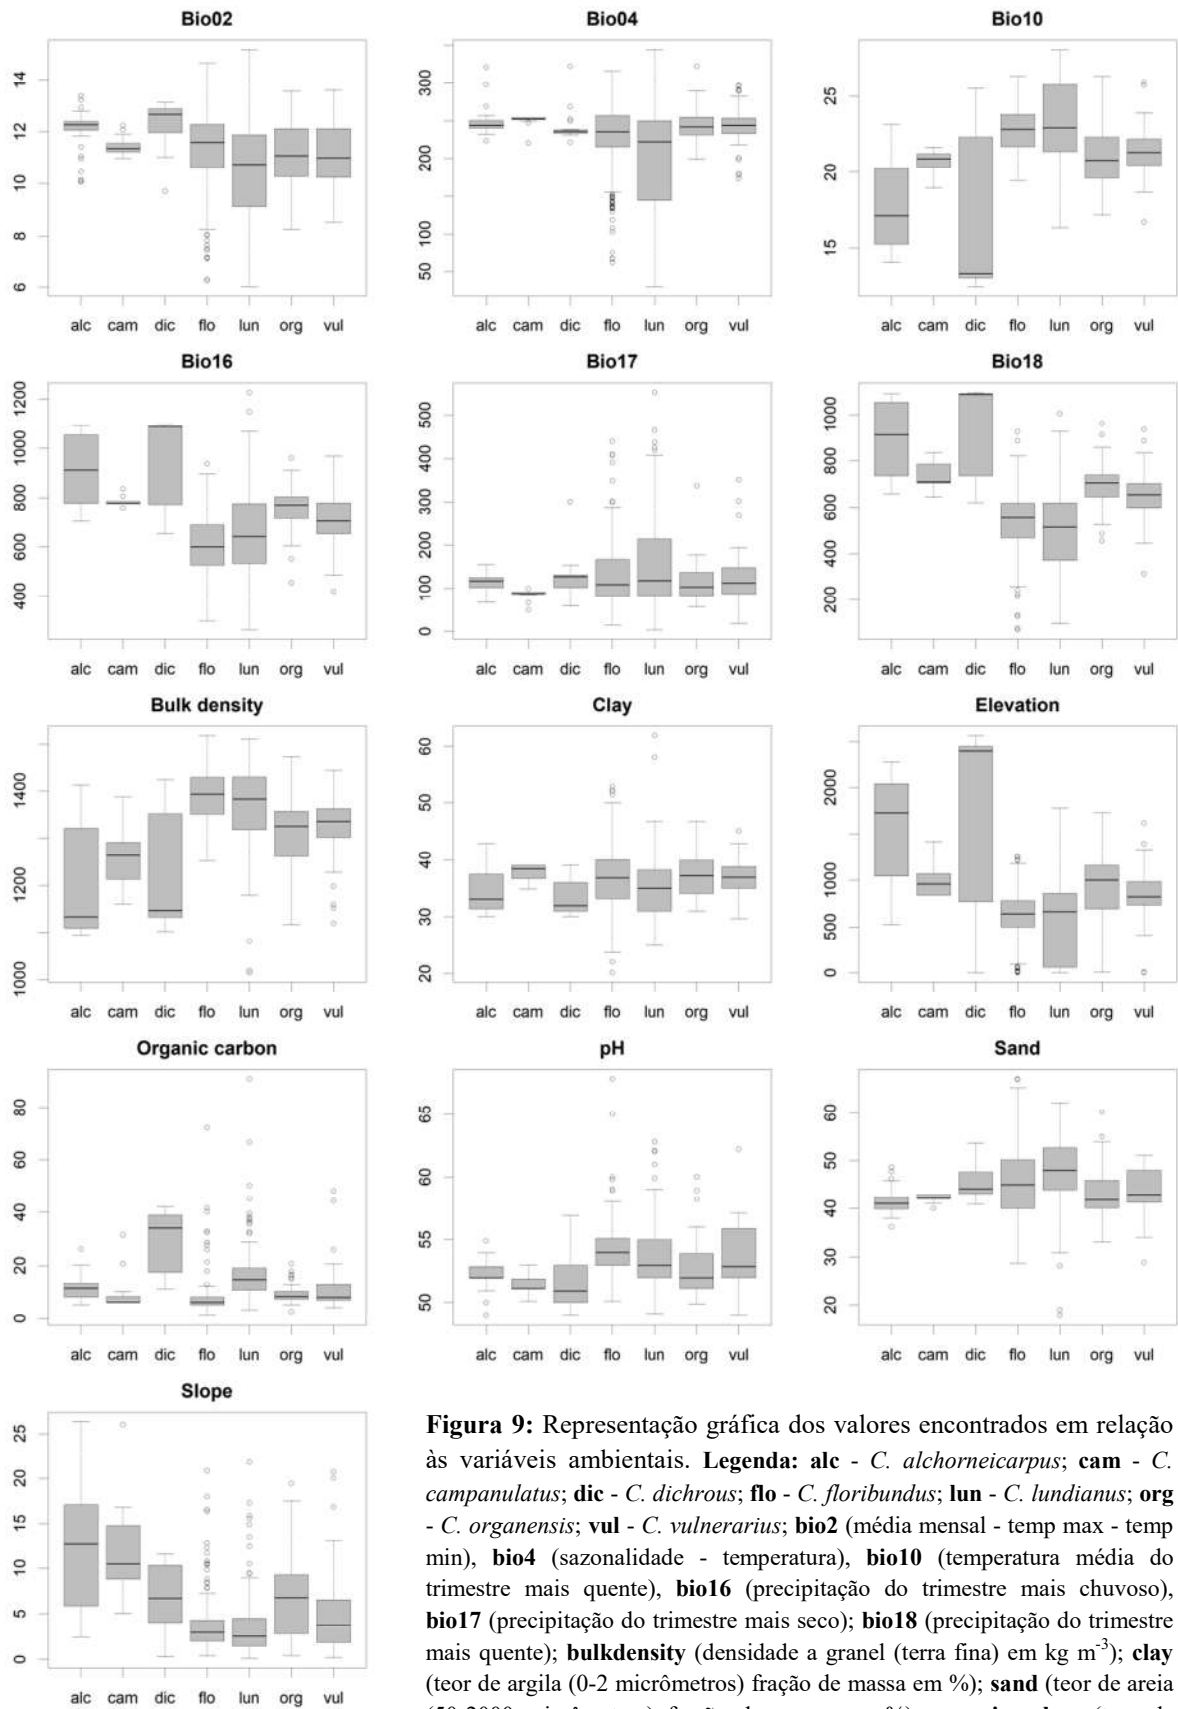 Bio02
Bio04
Bio10
14
12
10
8
6
alc cam dic flo lun org vul
300
200
100
50
alc cam dic flo lun org vul
25
20
15
alc cam dic flo lun org vul
Bio16
Bio17
Bio18
1200
1000
800
600
400
alc cam dic flo lun org vul
500
400
300
200
100
0
alc cam dic flo lun org vul
1000
800
600
400
200
alc cam dic flo lun org vul
Bulk density
Clay
Elevation
1400
1200
1000
alc cam dic flo lun org vul
60
50
40
30
20
alc cam dic flo lun org vul
2000
1000
500
0
alc cam dic flo lun org vul
Organic carbon
pH
Sand
80
60
40
20
0
alc cam dic flo lun org vul
65
60
55
50
alc cam dic flo lun org vul
60
50
40
30
20
alc cam dic flo lun org vul
Slope
25
20
15
10
5
0
alc cam dic flo lun org vul
Figura 9: Representação gráfica dos valores encontrados em relação
às variáveis ambientais. Legenda: alc - C. alchorneicarpus; cam - C.
campanulatus; dic - C. dichrous; flo - C. floribundus; lun - C. lundianus; org
- C. organensis; vul - C. vulnerarius; bio2 (média mensal - temp max - temp
min), bio4 (sazonalidade - temperatura), bio10 (temperatura média do
trimestre mais quente), bio16 (precipitação do trimestre mais chuvoso),
bio17 (precipitação do trimestre mais seco); bio18 (precipitação do trimestre
mais quente); bulkdensity (densidade a granel (terra fina) em kg m-3); clay
(teor de argila (0-2 micrômetros) fração de massa em %); sand (teor de areia